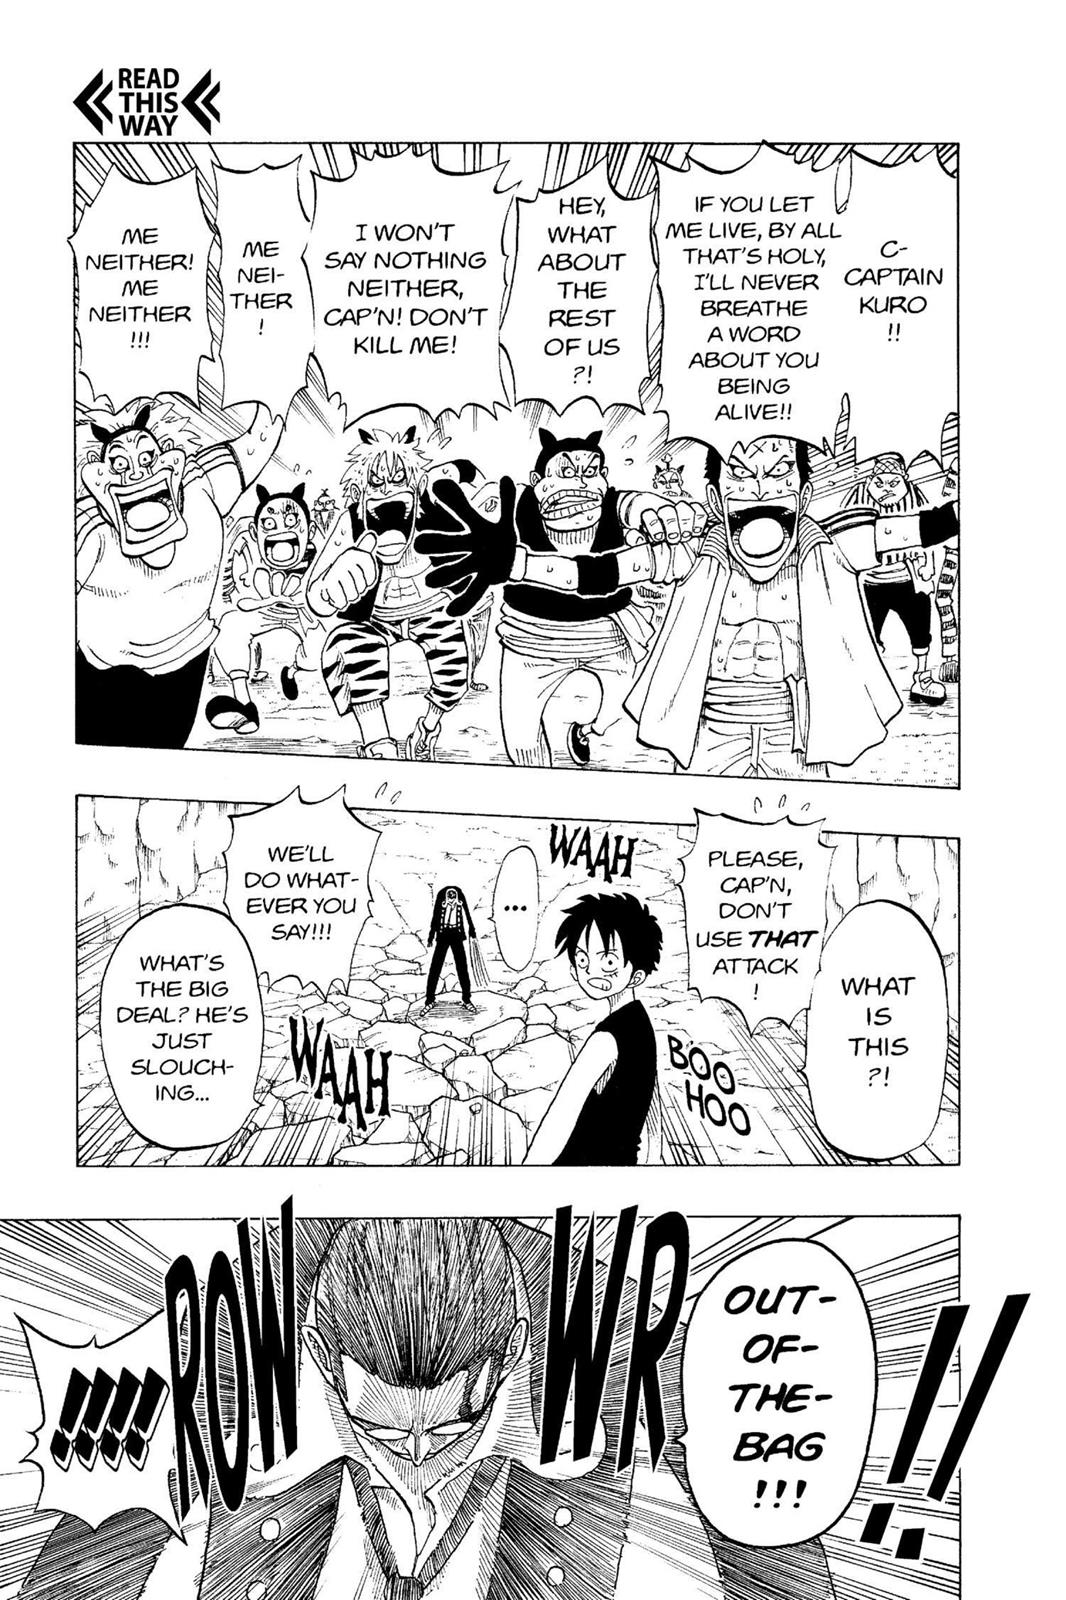 READ
THIS
WAY
C-
CAPTAIN
KURO
!!
IF YOU LET
ME LIVE, BY ALL
THAT'S HOLY,
I'LL NEVER
BREATHE
A WORD
ABOUT YOU
BEING
ALIVE!!
HEY,
WHAT
ABOUT
THE
REST
OF US
?!
I WON'T
SAY NOTHING
NEITHER,
CAP'N! DON'T
KILL ME!
ME
NEI-
THER
!
ME
NEITHER!
ME
NEITHER
!!!
WHAT
IS
THIS
?!
PLEASE,
CAP'N,
DON'T
USE THAT
ATTACK
!
BOO
HOO
WAAH
...
WE'LL
DO WHAT-
EVER YOU
SAY!!!
WAAH
WHAT'S
THE BIG
DEAL? HE'S
JUST
SLOUCH-
ING...
!!
OUT-
OF-
THE-
BAG
!!!
WR
ROW
!!!!!